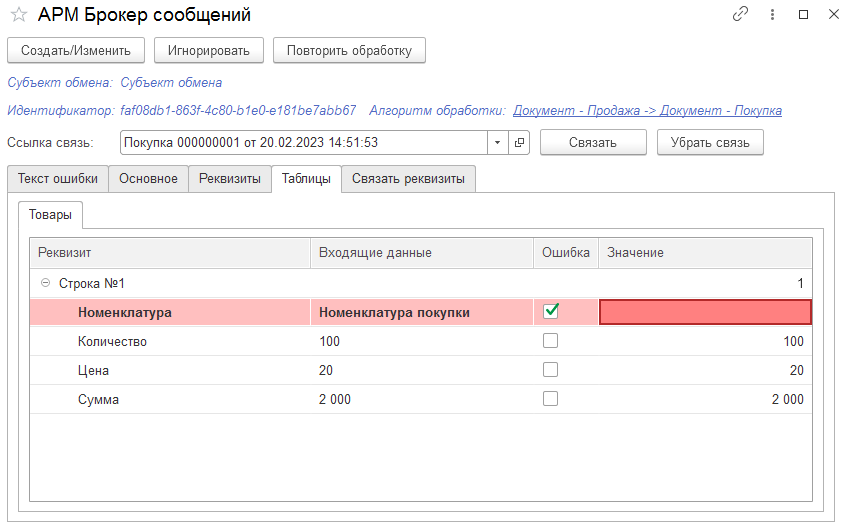 АРМ Брокер сообщений
Создать/Изменить Игнорировать Повторить обработку
Субъект обмена: Субъект обмена
Идентификатор: faf08db1-863f-4c80-b1e0-e181be7abb67 Алгоритм обработки: Документ - Продажа -> Документ - Покупка
Ссылка связь: Покупка 000000001 от 20.02.2023 14:51:53 Связать Убрать связь
Текст ошибки Основное Реквизиты Таблицы Связать реквизиты
Товары
Реквизит Входящие данные Ошибка Значение
Строка №1 1
Номенклатура Номенклатура покупки
Количество 100 100
Цена 20 20
Сумма 2 000 2 000